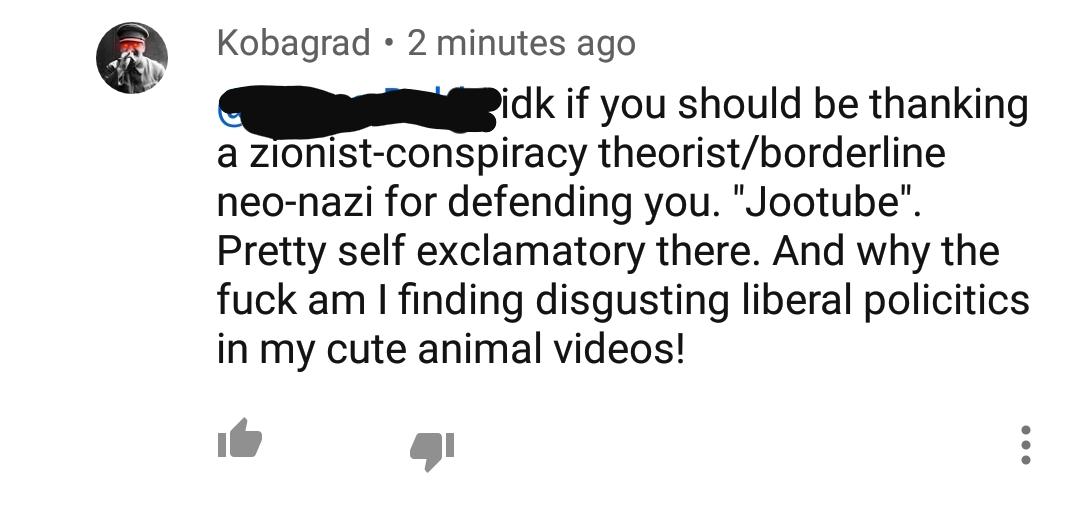 Kobagrad • 2 minutes ago
idk if you should be thanking
a zionist-conspiracy theorist/borderline
neo-nazi for defending you. "Jootube".
Pretty self exclamatory there. And why the
fuck am I finding disgusting liberal policitics
in my cute animal videos!